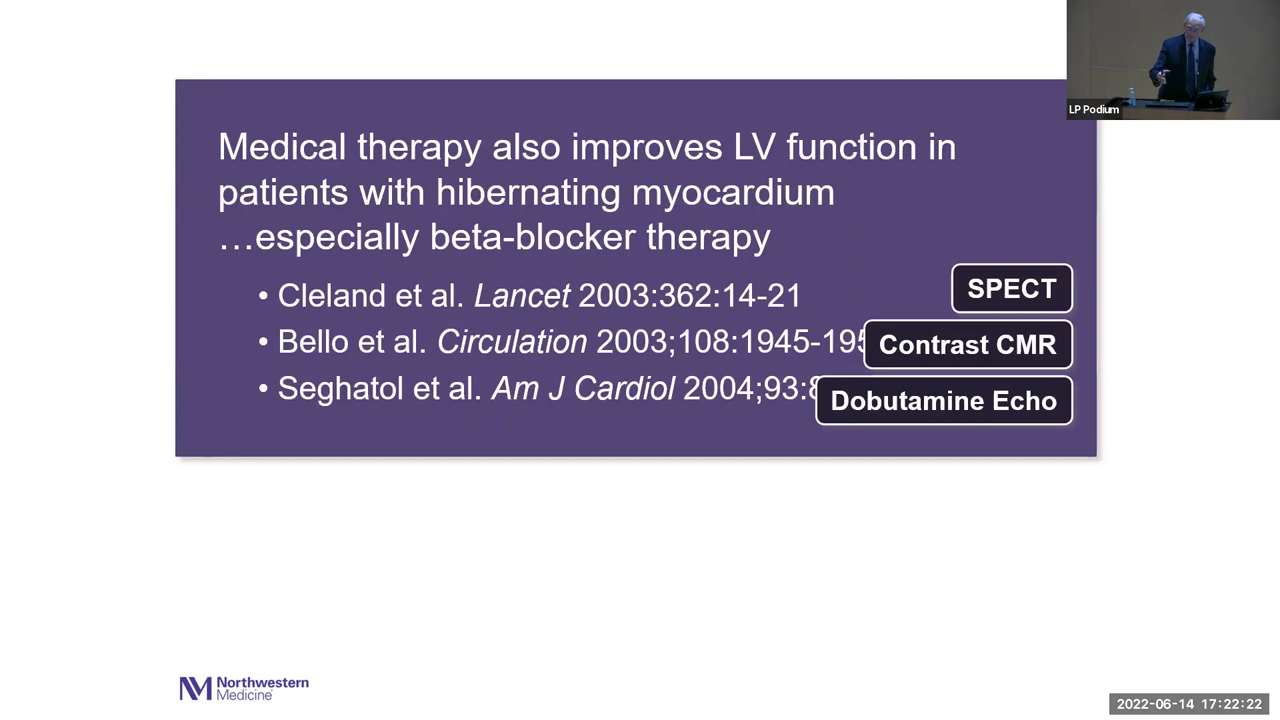 Medical therapy also improves LV function in
patients with hibernating myocardium
…especially beta-blocker therapy
• Cleland et al. Lancet 2003:362:14-21
SPECT
• Bello et al. Circulation 2003;108:1945-195
Contrast CMR
• Seghatol et al. Am J Cardiol 2004;93:
Dobutamine Echo
LP Podium
Northwestern
Medicine
2022-06-14 17:22:22